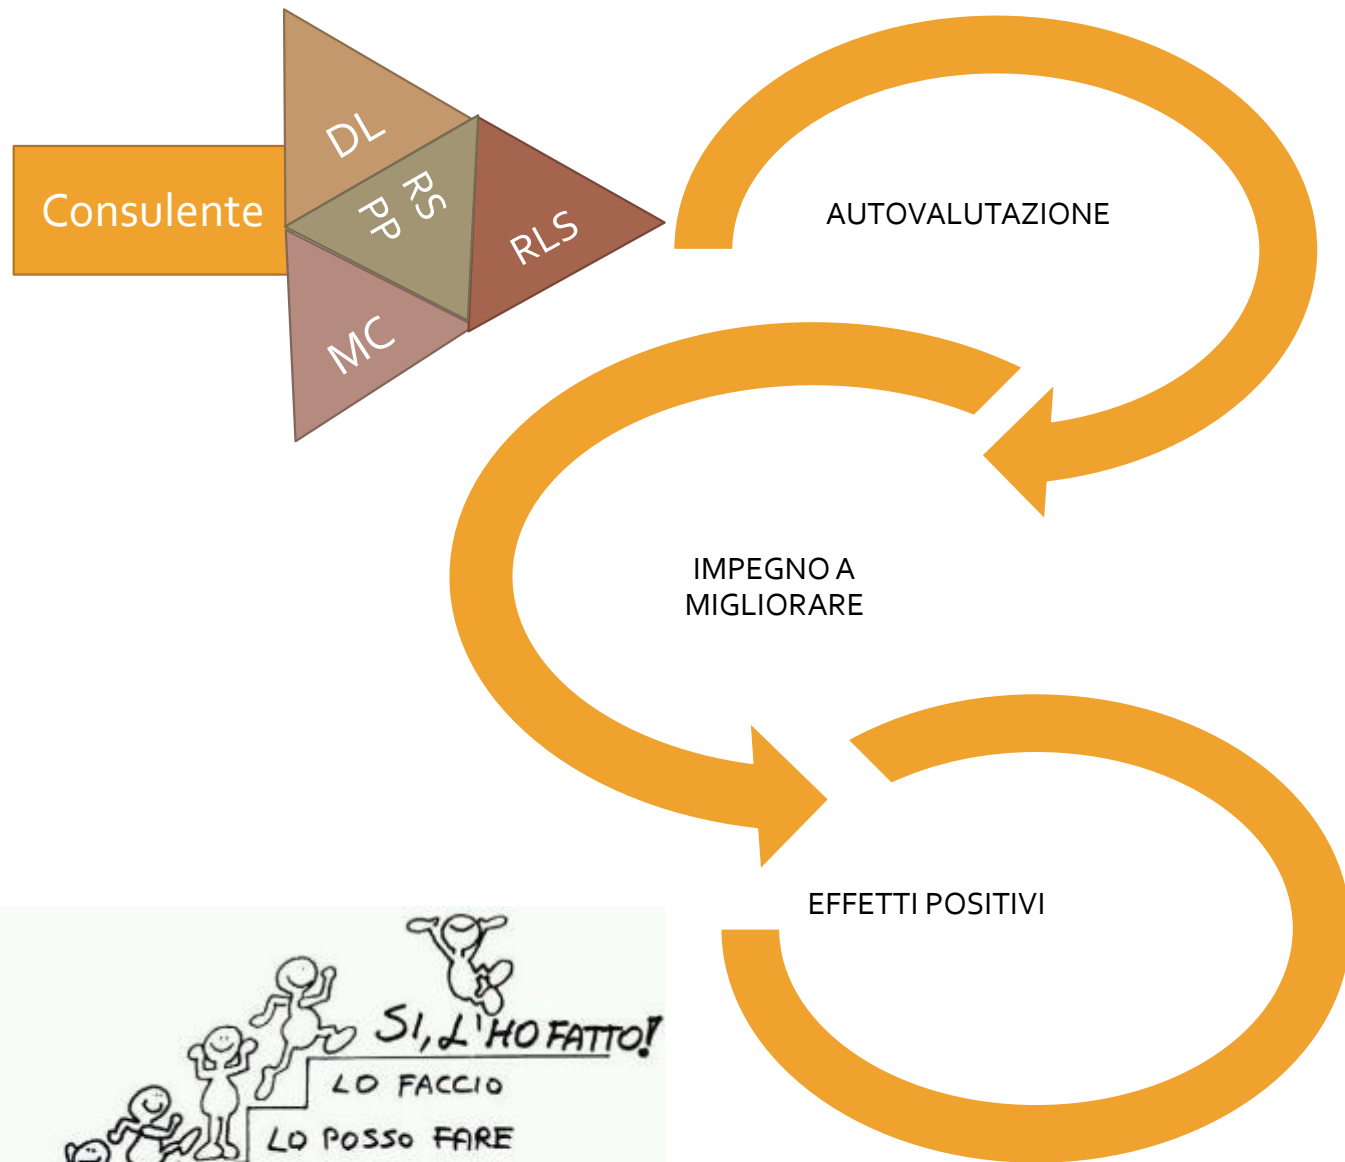 Consulente
DL
RS
PP
RLS
MC
AUTOVALUTAZIONE
IMPEGNO A
MIGLIORARE
EFFETTI POSITIVI
SI, L'HO FATTO!
LO FACCIO
LO POSSO FARE